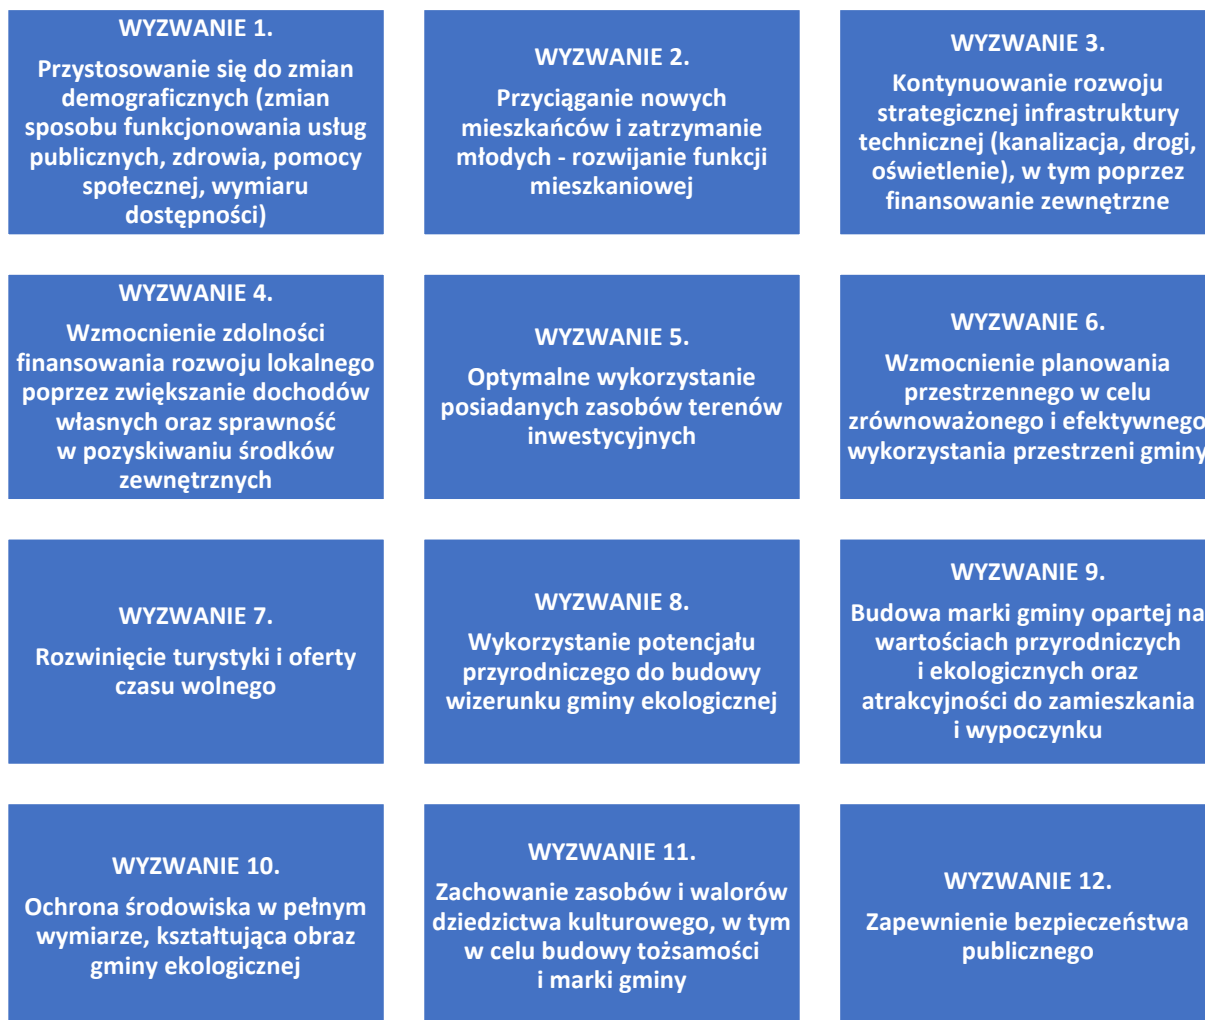 WYZWANIE 1.
Przystosowanie się do zmian
demograficznych (zmian
sposobu funkcjonowania usług
publicznych, zdrowia, pomocy
społecznej, wymiaru
dostępności)
WYZWANIE 2.
Przyciąganie nowych
mieszkańców i zatrzymanie
młodych - rozwijanie funkcji
mieszkaniowej
WYZWANIE 3.
Kontynuowanie rozwoju
strategicznej infrastruktury
technicznej (kanalizacja, drogi,
oświetlenie), w tym poprzez
finansowanie zewnętrzne
WYZWANIE 4.
Wzmocnienie zdolności
finansowania rozwoju lokalnego
poprzez zwiększanie dochodów
własnych oraz sprawność
w pozyskiwaniu środków
zewnętrznych
WYZWANIE 5.
Optymalne wykorzystanie
posiadanych zasobów terenów
inwestycyjnych
WYZWANIE 6.
Wzmocnienie planowania
przestrzennego w celu
zrównoważonego i efektywnego
wykorzystania przestrzeni gminy
WYZWANIE 7.
Rozwinięcie turystyki i oferty
czasu wolnego
WYZWANIE 8.
Wykorzystanie potencjału
przyrodniczego do budowy
wizerunku gminy ekologicznej
WYZWANIE 9.
Budowa marki gminy opartej na
wartościach przyrodniczych
i ekologicznych oraz
atrakcyjności do zamieszkania
i wypoczynku
WYZWANIE 10.
Ochrona środowiska w pełnym
wymiarze, kształtująca obraz
gminy ekologicznej
WYZWANIE 11.
Zachowanie zasobów i walorów
dziedzictwa kulturowego, w tym
w celu budowy tożsamości
i marki gminy
WYZWANIE 12.
Zapewnienie bezpieczeństwa
publicznego